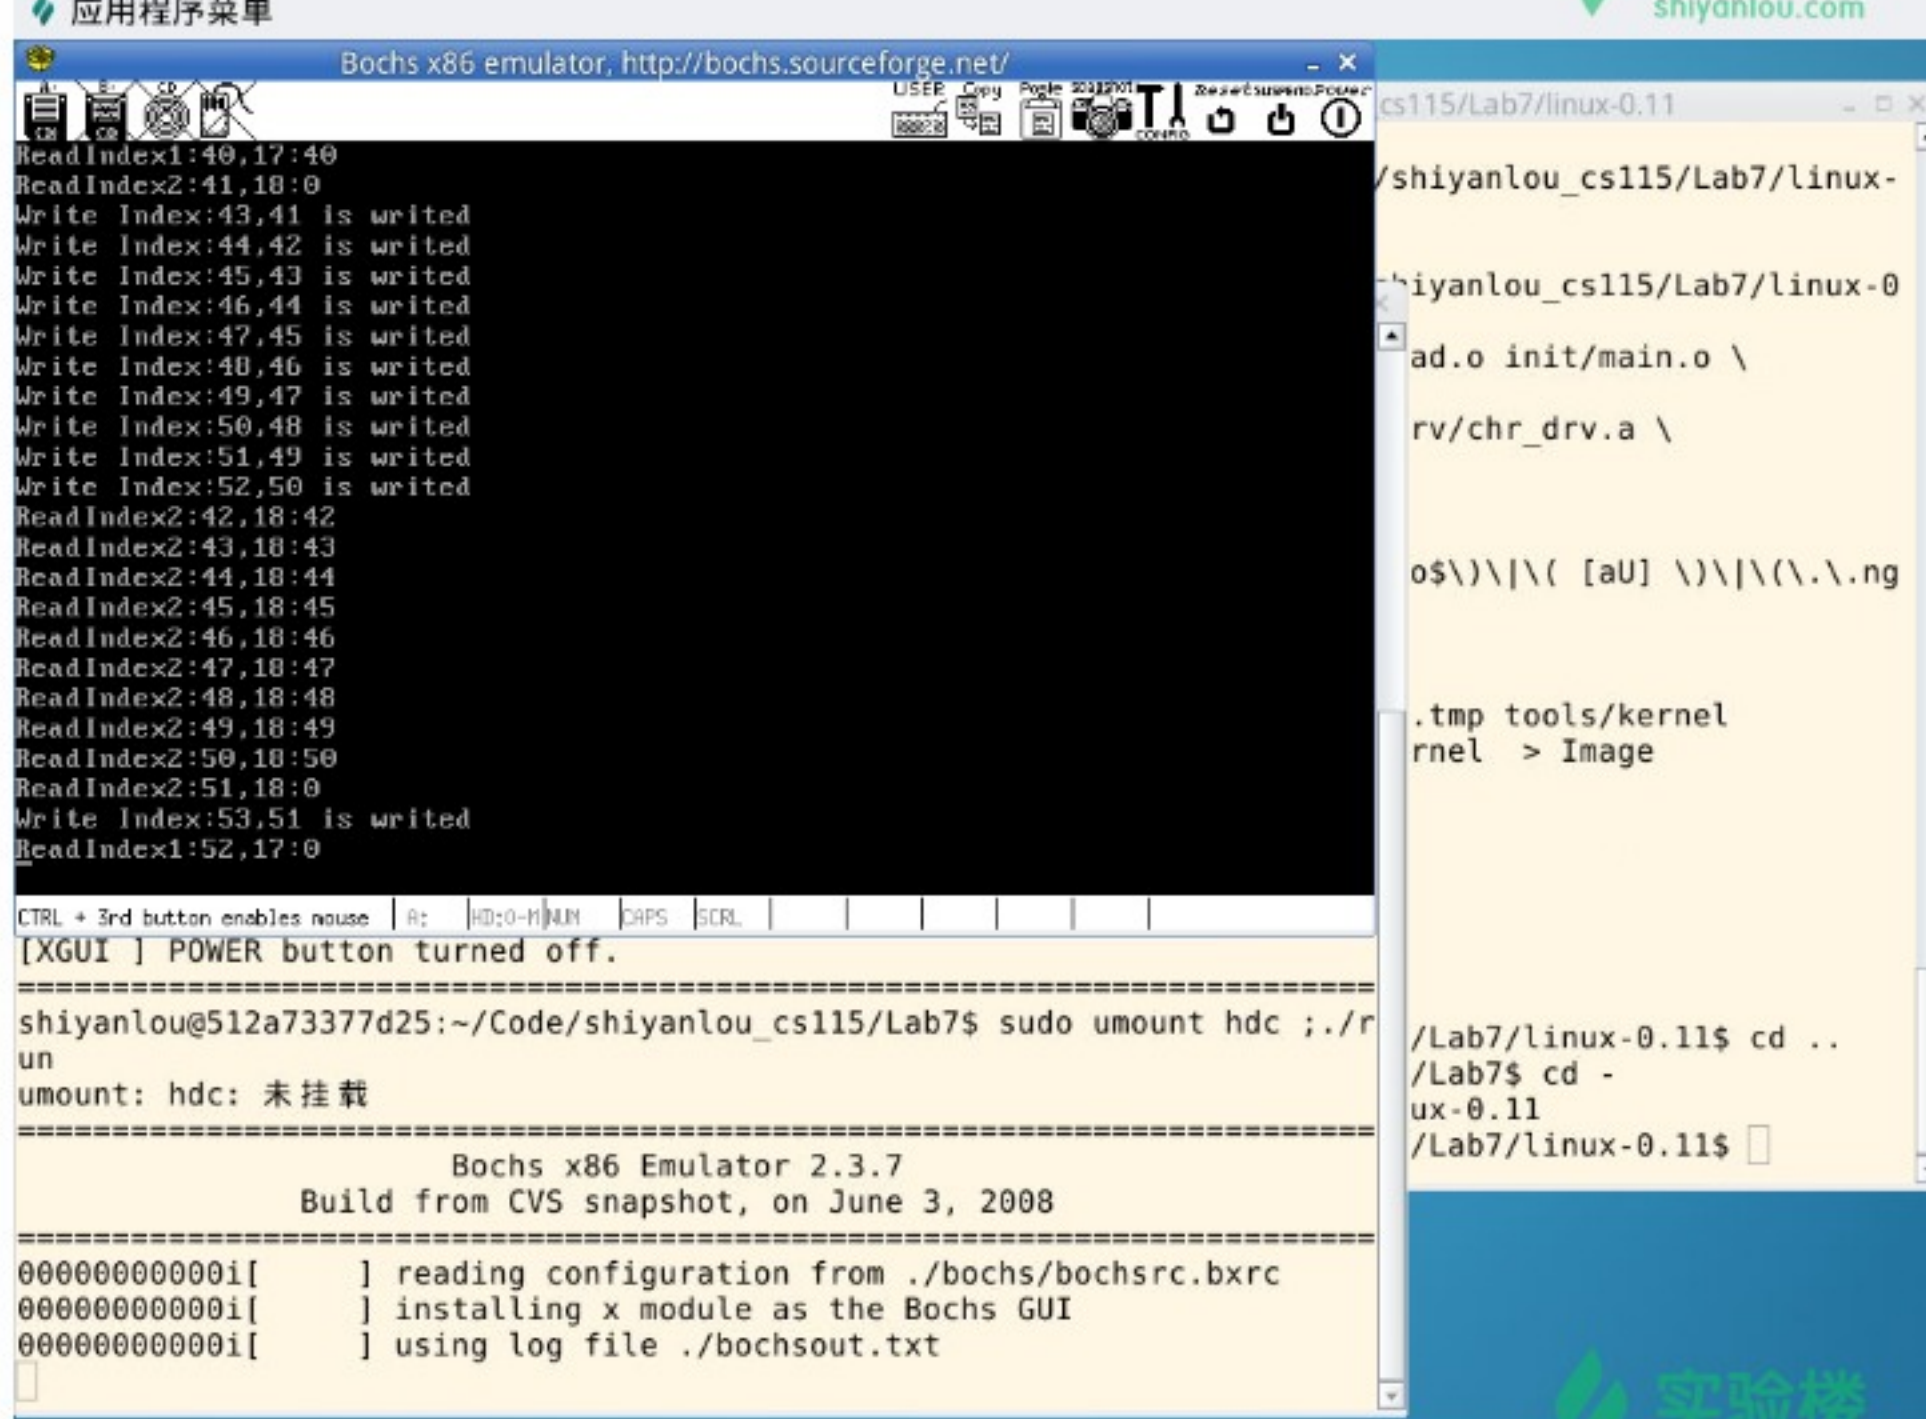 应用程序菜单
shiyanlou.com
Bochs x86 emulator, http://bochs.sourceforge.net/
A: B: CD
USER Copy Paste snapshot CONFIG Reset SUSPEND Power
ReadIndex1:40,17:40
ReadIndex2:41,18:0
Write Index:43,41 is writed
Write Index:44,42 is writed
Write Index:45,43 is writed
Write Index:46,44 is writed
Write Index:47,45 is writed
Write Index:48,46 is writed
Write Index:49,47 is writed
Write Index:50,48 is writed
Write Index:51,49 is writed
Write Index:52,50 is writed
ReadIndex2:42,18:42
ReadIndex2:43,18:43
ReadIndex2:44,18:44
ReadIndex2:45,18:45
ReadIndex2:46,18:46
ReadIndex2:47,18:47
ReadIndex2:48,18:48
ReadIndex2:49,18:49
ReadIndex2:50,18:50
ReadIndex2:51,18:0
Write Index:53,51 is writed
ReadIndex1:52,17:0
CTRL + 3rd button enables mouse A: HD:0-M NUM CAPS SCRL
[XGUI ] POWER button turned off.
========================================================================
shiyanlou@512a73377d25:~/Code/shiyanlou_cs115/Lab7$ sudo umount hdc ;./r
un
umount: hdc: 未挂载
========================================================================
Bochs x86 Emulator 2.3.7
Build from CVS snapshot, on June 3, 2008
========================================================================
00000000000i[ ] reading configuration from ./bochs/bochsrc.bxrc
00000000000i[ ] installing x module as the Bochs GUI
00000000000i[ ] using log file ./bochsout.txt
cs115/Lab7/linux-0.11
/shiyanlou_cs115/Lab7/linux-
hiyanlou_cs115/Lab7/linux-0
ad.o init/main.o \
rv/chr_drv.a \
o$\)\|\( [aU] \)\|\(\.\.ng
.tmp tools/kernel
rnel > Image
/Lab7/linux-0.11$ cd ..
/Lab7$ cd -
ux-0.11
/Lab7/linux-0.11$
实验楼